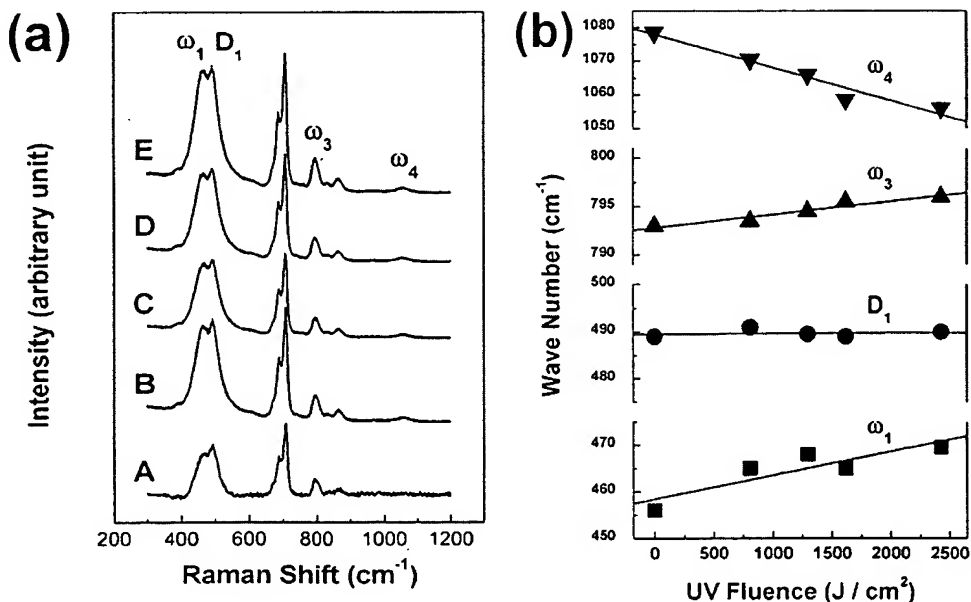 (a)
ω1 D1
ω3
ω4
E
D
C
B
A
Intensity (arbitrary unit)
200 400 600 800 1000 1200
Raman Shift (cm-1)
(b)
1080
1070
1060
1050
ω4
800
795
790
ω3
500
490
480
D1
470
460
450
ω1
Wave Number (cm-1)
0 500 1000 1500 2000 2500
UV Fluence (J / cm2)